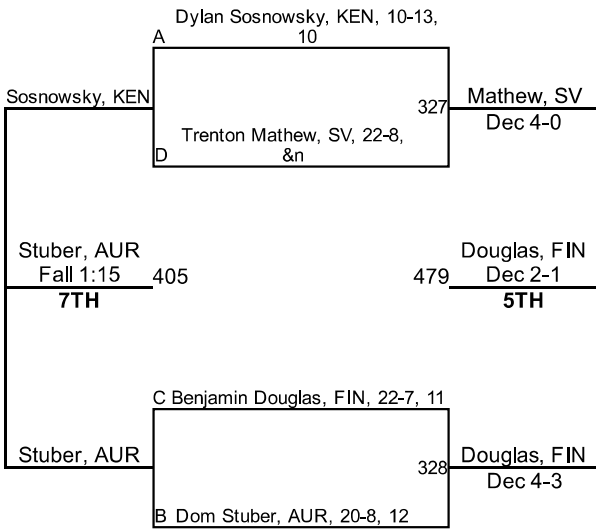 Dylan Sosnowsky, KEN, 10-13,
10
A
Sosnowsky, KEN
327
Mathew, SV
Dec 4-0
Trenton Mathew, SV, 22-8,
&n
D
Stuber, AUR
Fall 1:15
405
7TH
479
Douglas, FIN
Dec 2-1
5TH
C Benjamin Douglas, FIN, 22-7, 11
Stuber, AUR
328
Douglas, FIN
Dec 4-3
B Dom Stuber, AUR, 20-8, 12